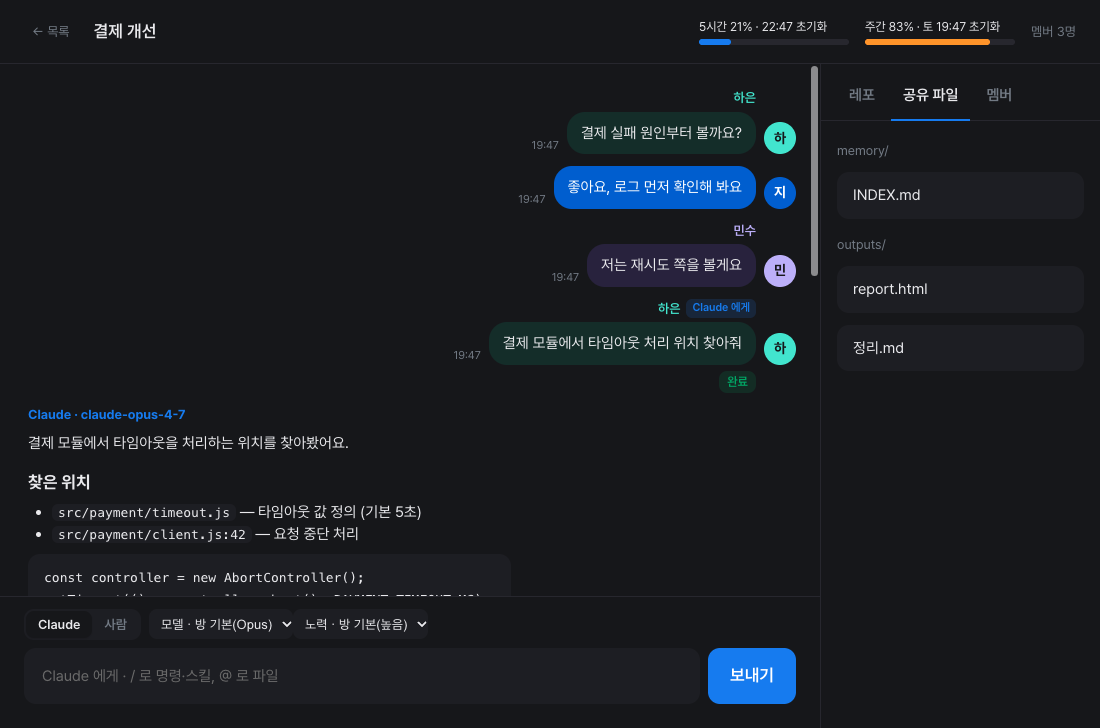 ← 목록
결제 개선
5시간 21% · 22:47 초기화
주간 83% · 토 19:47 초기화
멤버 3명
하은
결제 실패 원인부터 볼까요?
19:47
하
좋아요, 로그 먼저 확인해 봐요
19:47
지
민수
저는 재시도 쪽을 볼게요
19:47
민
하은 Claude 에게
결제 모듈에서 타임아웃 처리 위치 찾아줘
19:47
하
완료
Claude · claude-opus-4-7
결제 모듈에서 타임아웃을 처리하는 위치를 찾아봤어요.
찾은 위치
• src/payment/timeout.js — 타임아웃 값 정의 (기본 5초)
• src/payment/client.js:42 — 요청 중단 처리
const controller = new AbortController();
Claude 사람 모델 · 방 기본(Opus) 노력 · 방 기본(높음)
Claude 에게 · / 로 명령·스킬, @ 로 파일
보내기
레포 공유 파일 멤버
memory/
INDEX.md
outputs/
report.html
정리.md